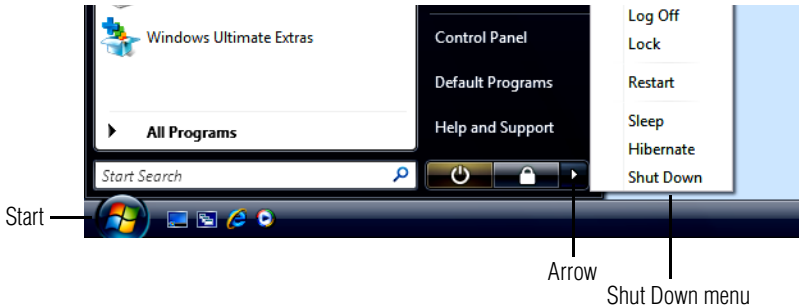 Windows Ultimate Extras
All Programs
Start Search
Control Panel
Default Programs
Help and Support
Log Off
Lock
Restart
Sleep
Hibernate
Shut Down
Start
Arrow
Shut Down menu